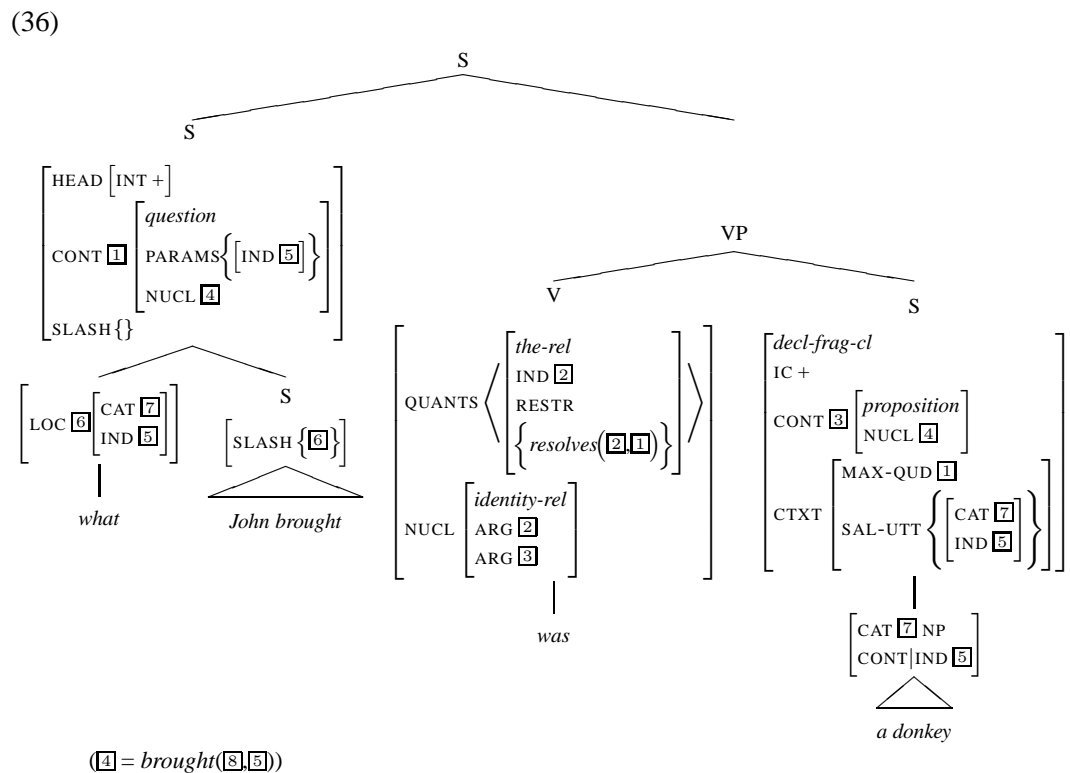 (36)
S
S
HEAD [INT +]
CONT 1 [question
PARAMS{[IND 5]}
NUCL 4]
SLASH {}
LOC 6 [CAT 7
IND 5]
what
S
[SLASH {6}]
John brought
VP
V
QUANTS ⟨[the-rel
IND 2
RESTR
{resolves(2,1)}]⟩
NUCL [identity-rel
ARG 2
ARG 3]
was
S
decl-frag-cl
IC +
CONT 3 [proposition
NUCL 4]
CTXT [MAX-QUD 1
SAL-UTT {[CAT 7
IND 5]}]
CAT 7 NP
CONT|IND 5
a donkey
(4 = brought(8,5))